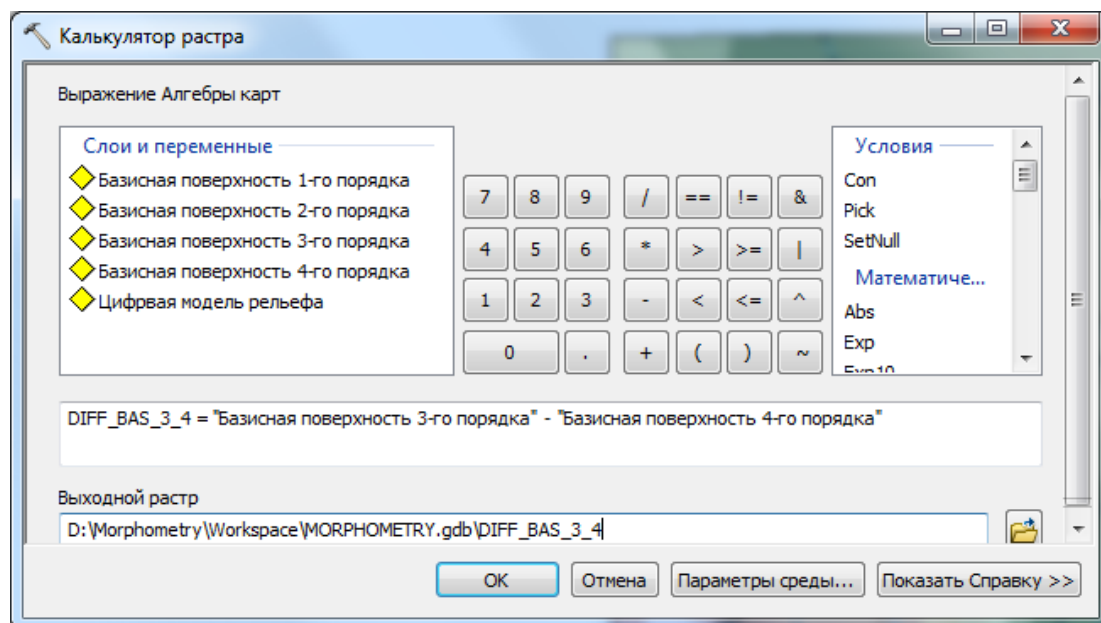 Калькулятор растра
Выражение Алгебры карт
Слои и переменные
Базисная поверхность 1-го порядка
Базисная поверхность 2-го порядка
Базисная поверхность 3-го порядка
Базисная поверхность 4-го порядка
Цифрвая модель рельефа
7 8 9 / == != &
4 5 6 * > >= |
1 2 3 - < <= ^
0 . + ( ) ~
Условия
Con
Pick
SetNull
Математиче...
Abs
Exp
Exp10
DIFF_BAS_3_4 = "Базисная поверхность 3-го порядка" - "Базисная поверхность 4-го порядка"
Выходной растр
D:\Morphometry\Workspace\MORPHOMETRY.gdb\DIFF_BAS_3_4
OK Отмена Параметры среды... Показать Справку >>